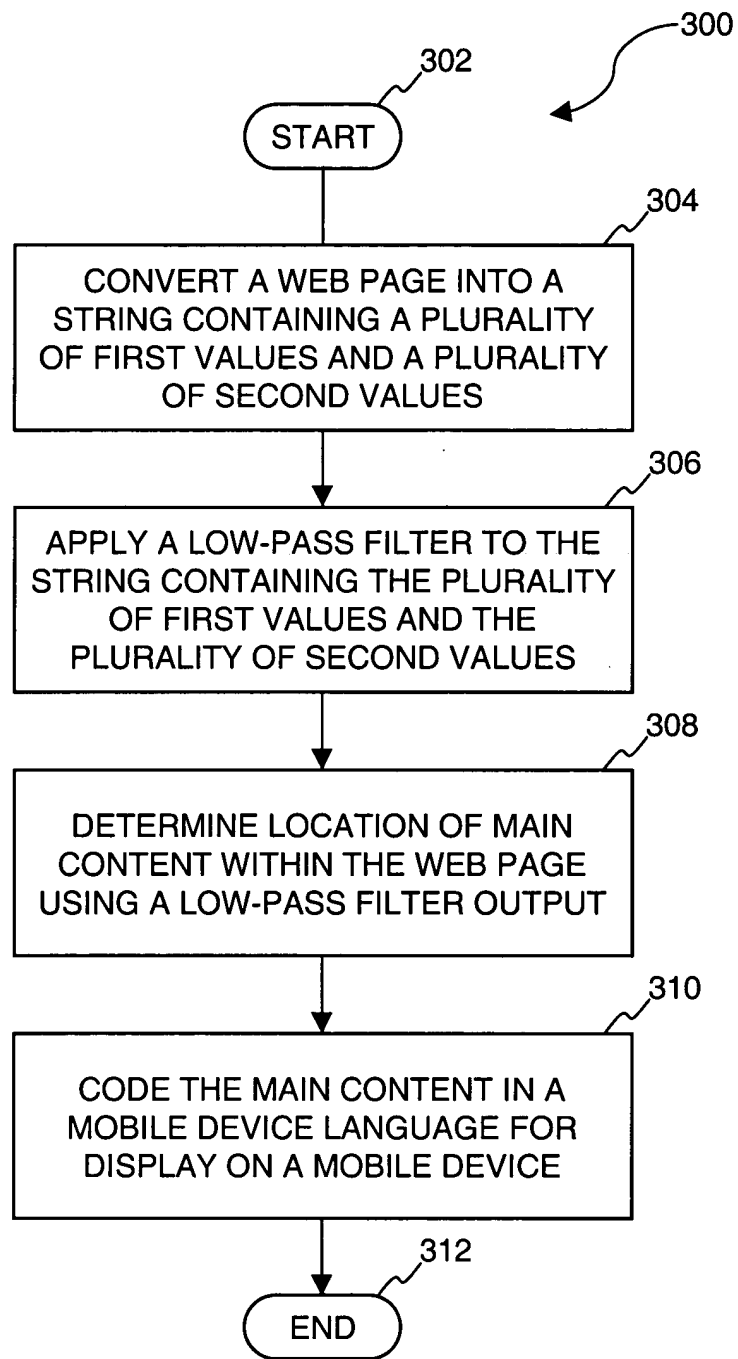 300
302
START
304
CONVERT A WEB PAGE INTO A
STRING CONTAINING A PLURALITY
OF FIRST VALUES AND A PLURALITY
OF SECOND VALUES
306
APPLY A LOW-PASS FILTER TO THE
STRING CONTAINING THE PLURALITY
OF FIRST VALUES AND THE
PLURALITY OF SECOND VALUES
308
DETERMINE LOCATION OF MAIN
CONTENT WITHIN THE WEB PAGE
USING A LOW-PASS FILTER OUTPUT
310
CODE THE MAIN CONTENT IN A
MOBILE DEVICE LANGUAGE FOR
DISPLAY ON A MOBILE DEVICE
312
END